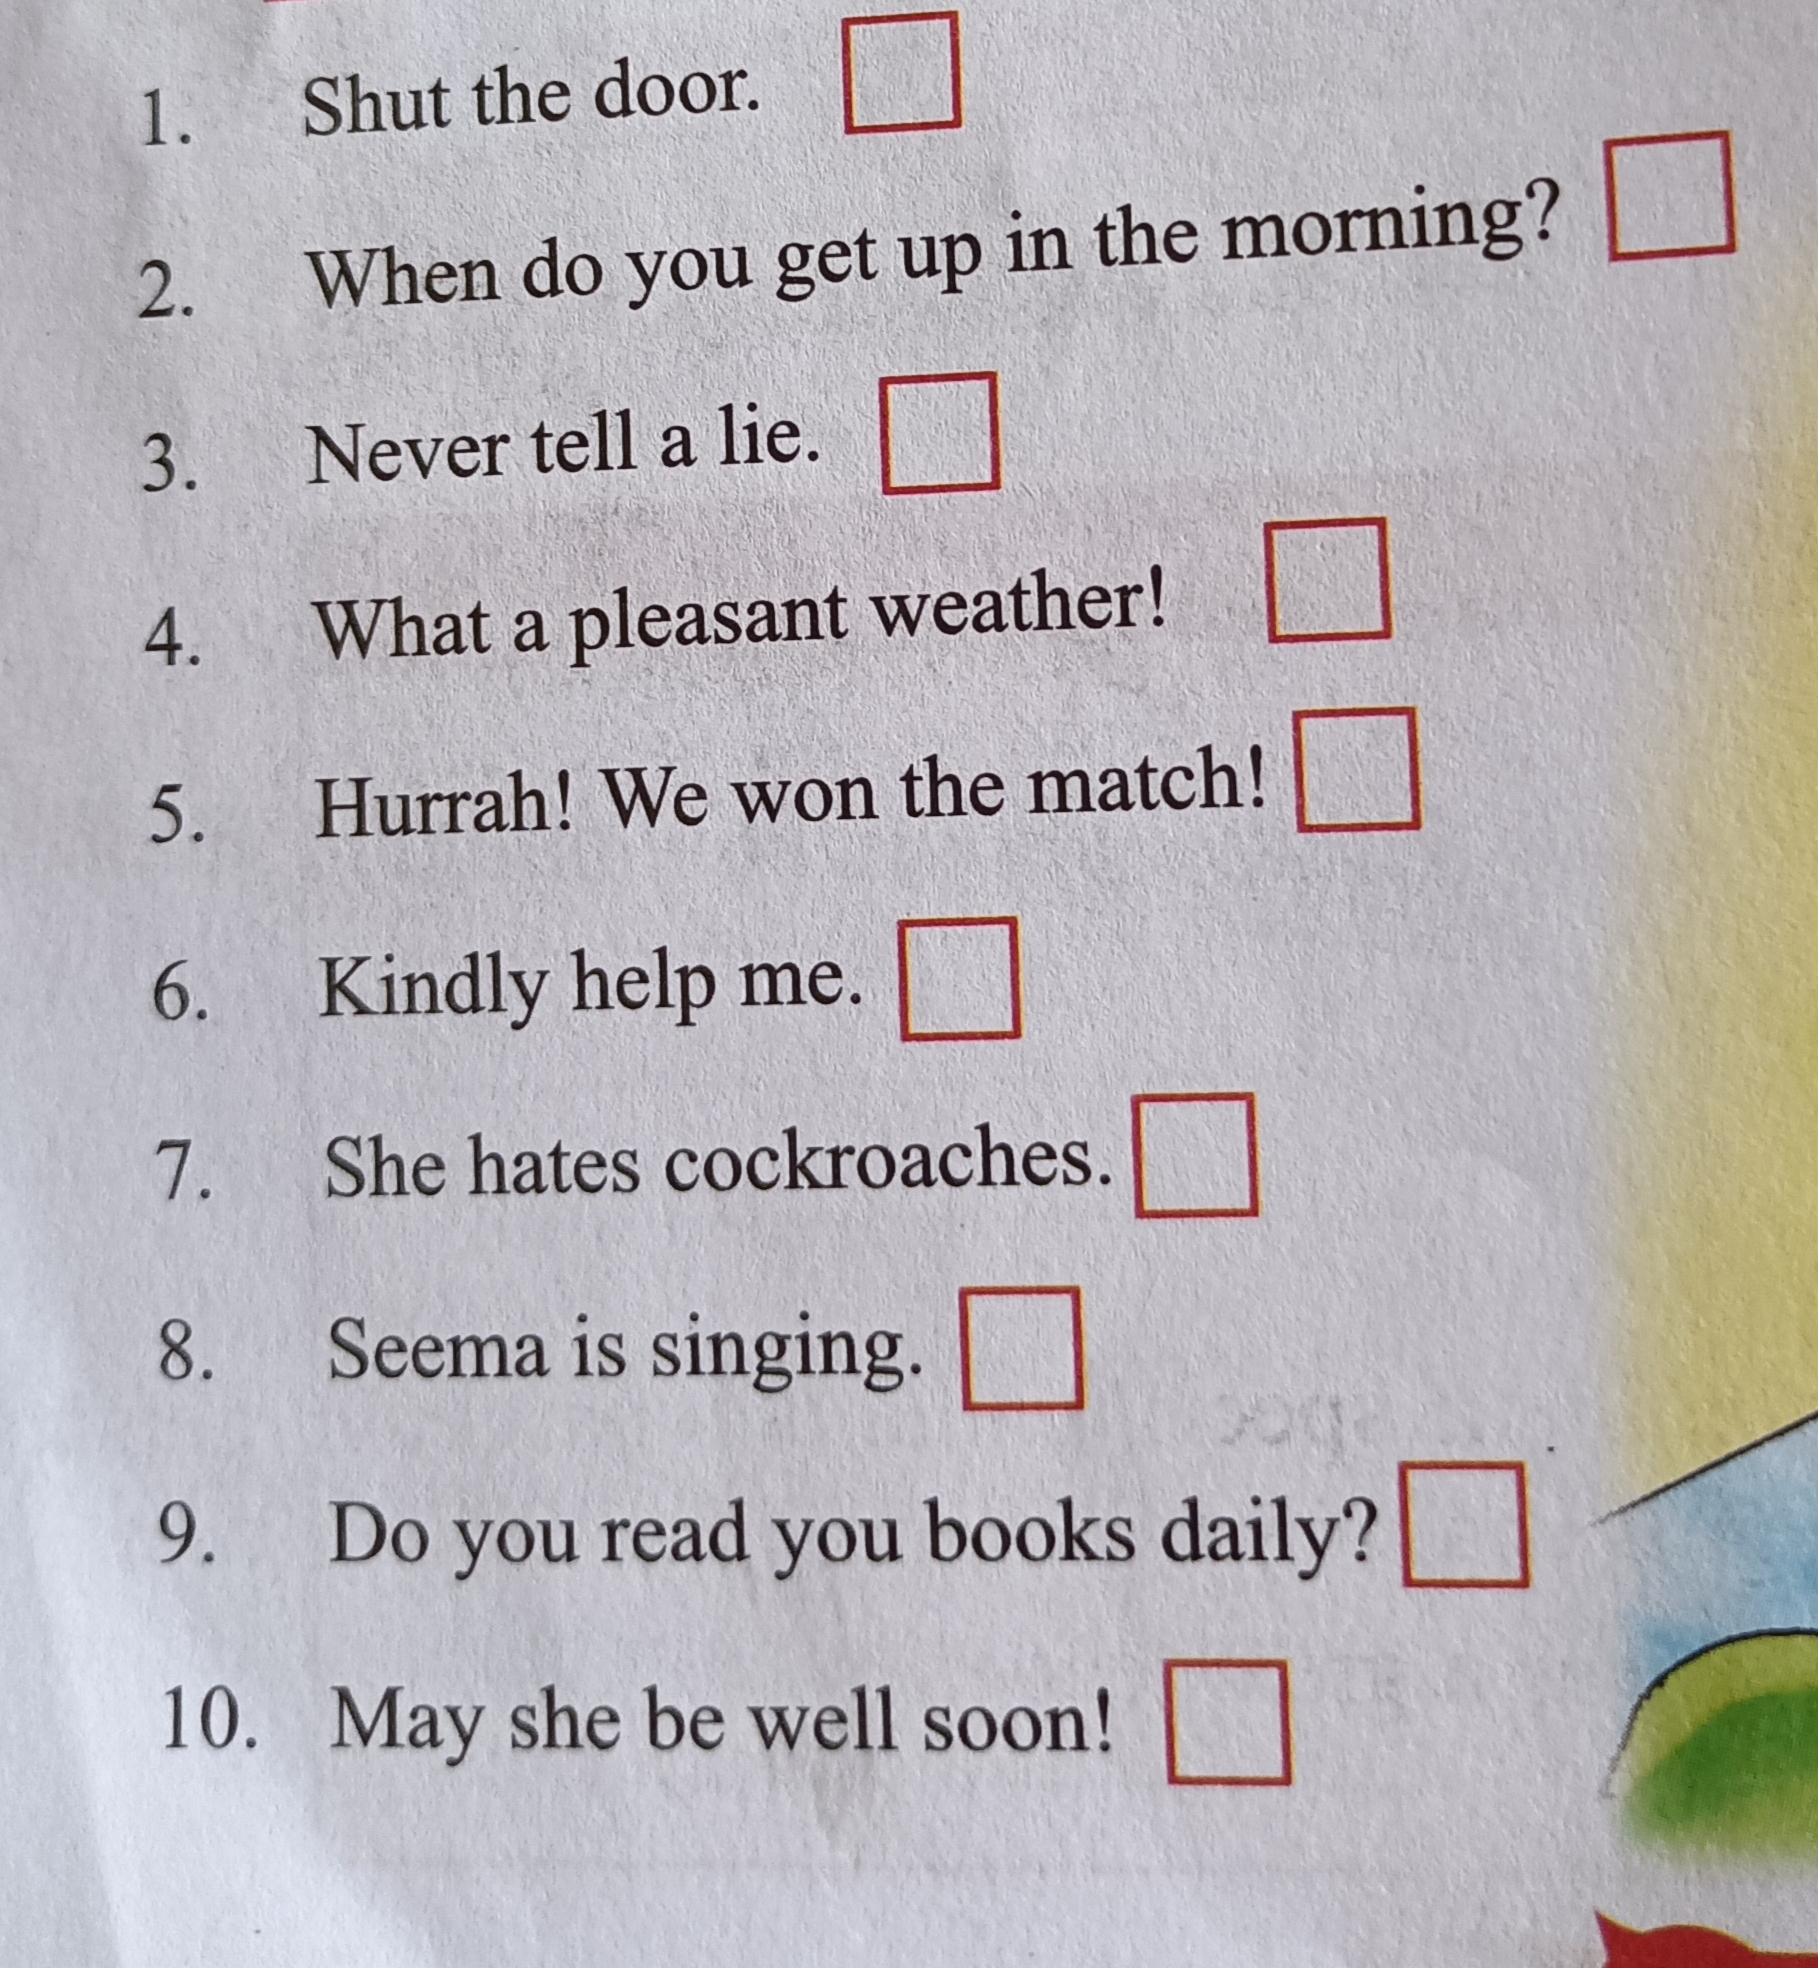 1. Shut the door.
2. When do you get up in the morning?
3. Never tell a lie.
4. What a pleasant weather!
5. Hurrah! We won the match!
6. Kindly help me.
7. She hates cockroaches.
8. Seema is singing.
9. Do you read you books daily?
10. May she be well soon!